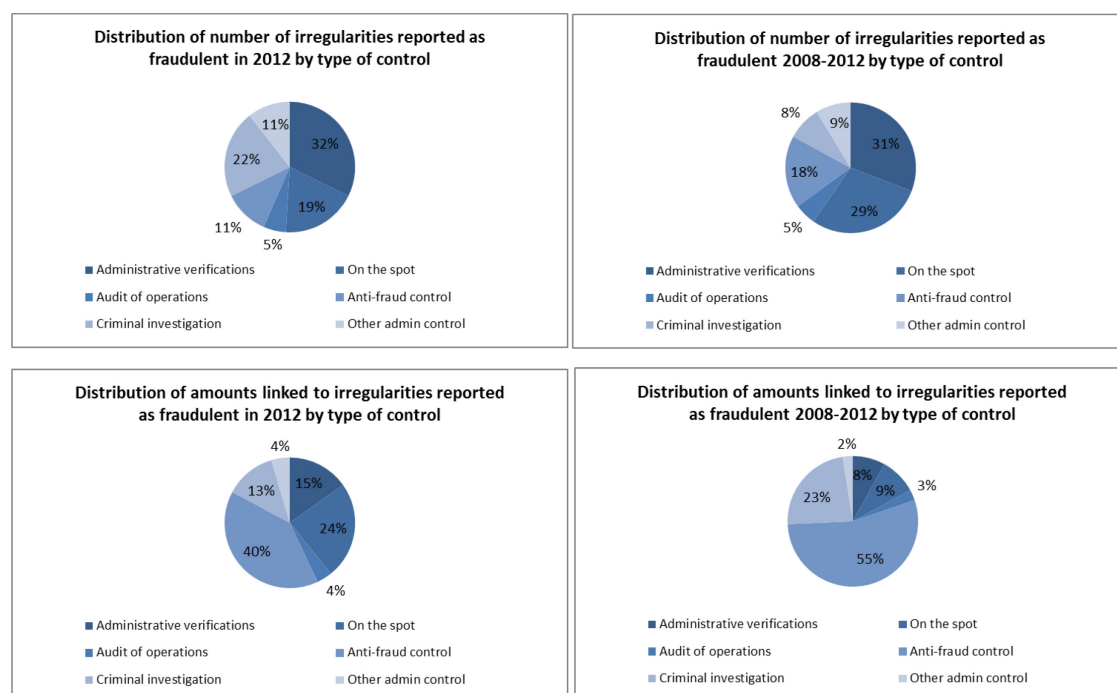 Distribution of number of irregularities reported as
fraudulent in 2012 by type of control
11%
32%
22%
19%
11%
5%
Administrative verifications
On the spot
Audit of operations
Anti-fraud control
Criminal investigation
Other admin control
Distribution of number of irregularities reported as
fraudulent 2008-2012 by type of control
8%
9%
31%
18%
29%
5%
Administrative verifications
On the spot
Audit of operations
Anti-fraud control
Criminal investigation
Other admin control
Distribution of amounts linked to irregularities reported
as fraudulent in 2012 by type of control
4%
15%
13%
24%
40%
4%
Administrative verifications
On the spot
Audit of operations
Anti-fraud control
Criminal investigation
Other admin control
Distribution of amounts linked to irregularities reported
as fraudulent 2008-2012 by type of control
2%
8%
9%
3%
23%
55%
Administrative verifications
On the spot
Audit of operations
Anti-fraud control
Criminal investigation
Other admin control